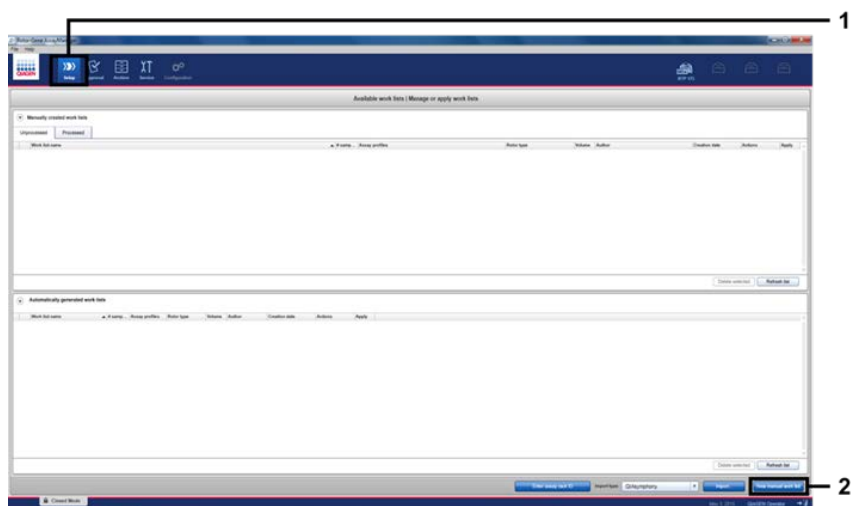 1
Rotor-Gene AssayManager
File Help
QIAGEN
Setup Approval Archive Service Configuration
Available work lists | Manage or apply work lists
Manually created work lists
Unprocessed Processed
Work list name # samp... Assay profiles Rotor type Volume Author Creation date Actions Apply
Delete selected Refresh list
Automatically generated work lists
Work list name # samp... Assay profiles Rotor type Volume Author Creation date Actions Apply
Delete selected Refresh list
Enter assay rack ID Import type: QIAsymphony Import... New manual work list
2
Closed Mode
QIAGEN Operator